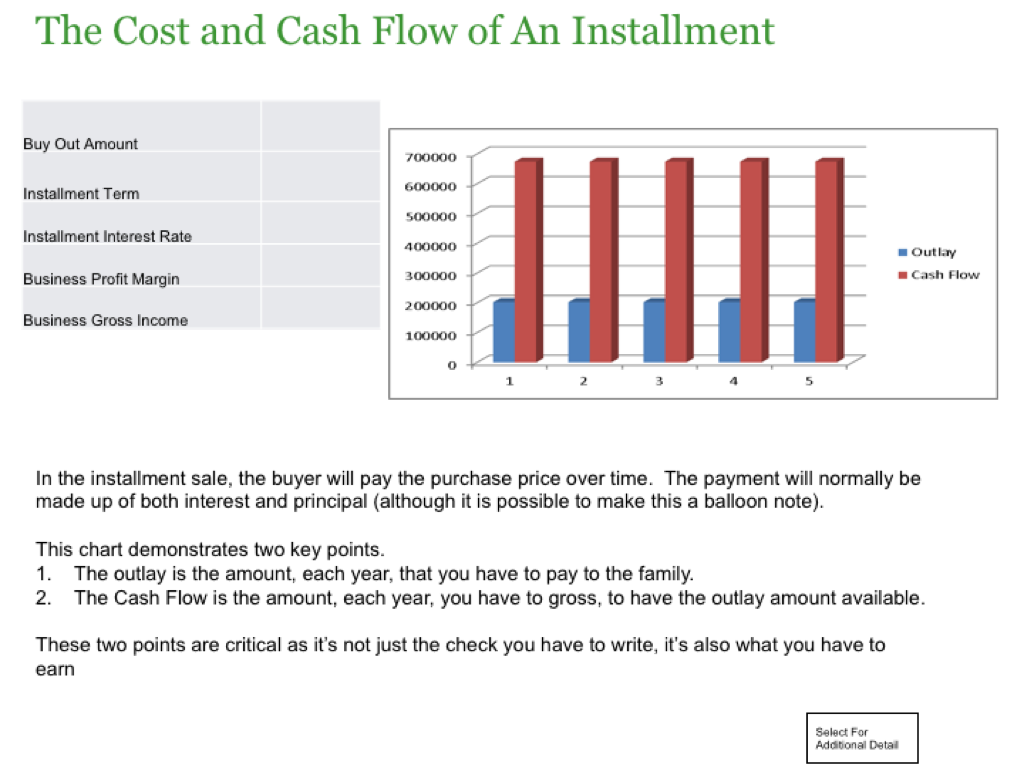 The Cost and Cash Flow of An Installment
Buy Out Amount
Installment Term
Installment Interest Rate
Business Profit Margin
Business Gross Income
700000
600000
500000
400000
300000
200000
100000
0
1 2 3 4 5
Outlay
Cash Flow
In the installment sale, the buyer will pay the purchase price over time.  The payment will normally be
made up of both interest and principal (although it is possible to make this a balloon note).
This chart demonstrates two key points.
1. The outlay is the amount, each year, that you have to pay to the family.
2. The Cash Flow is the amount, each year, you have to gross, to have the outlay amount available.
These two points are critical as it’s not just the check you have to write, it’s also what you have to
earn
Select For
Additional Detail